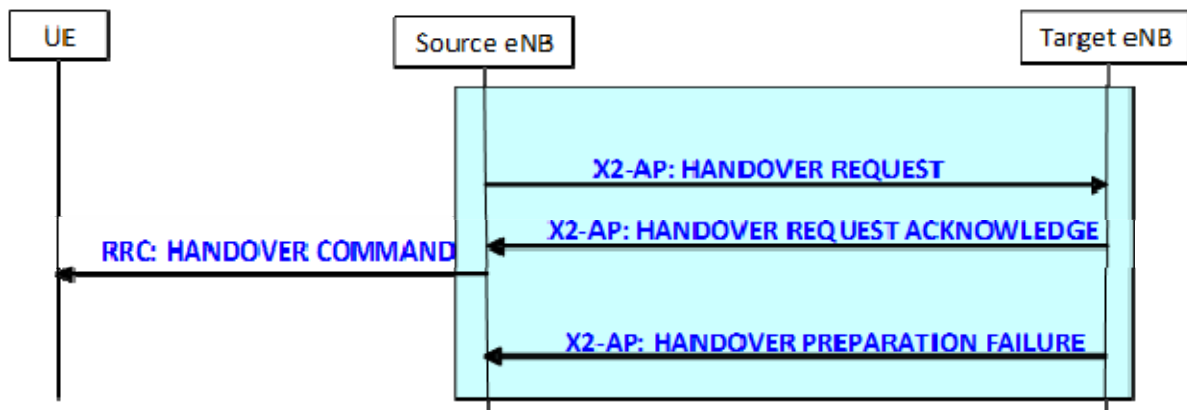 UE
Source eNB
Target eNB
X2-AP: HANDOVER REQUEST
X2-AP: HANDOVER REQUEST ACKNOWLEDGE
RRC: HANDOVER COMMAND
X2-AP: HANDOVER PREPARATION FAILURE